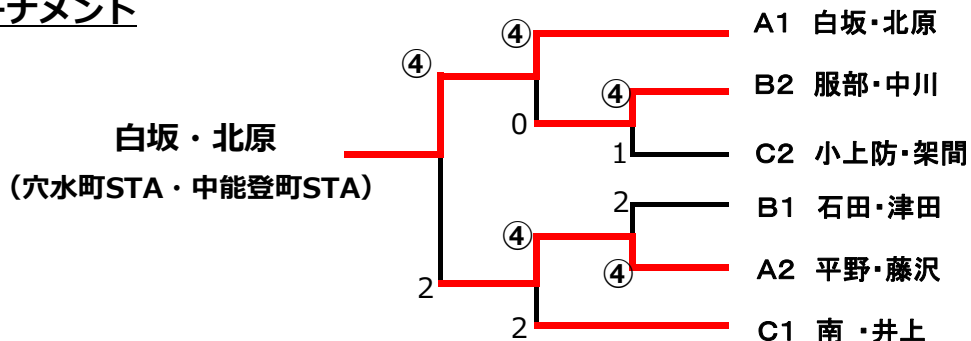 ーナメント
④ A1 白坂・北原
④
④ B2 服部・中川
0
白坂・北原
1 C2 小上防・架間
(穴水町STA・中能登町STA)
2 B1 石田・津田
④
④ A2 平野・藤沢
2
2 C1 南 ・井上